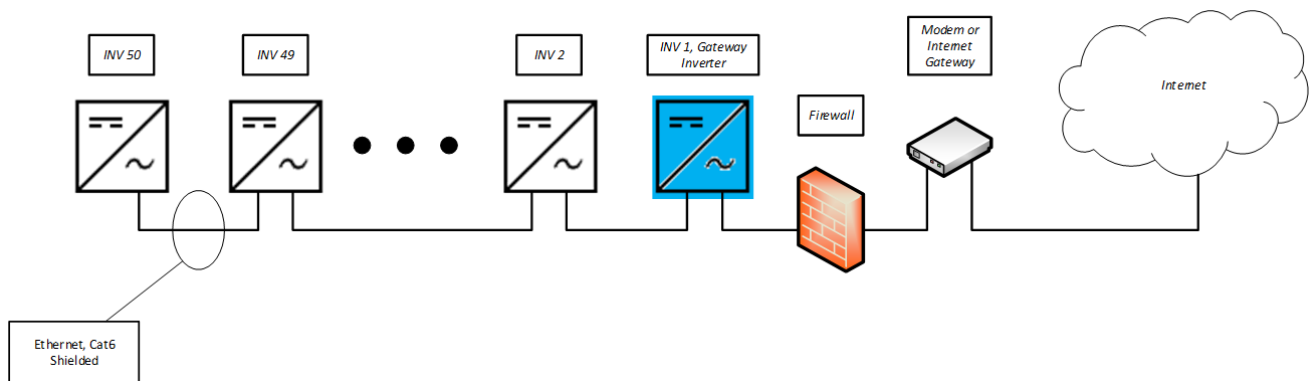 INV 50
INV 49
INV 2
INV 1, Gateway
Inverter
Modem or
Internet
Gateway
Firewall
Internet
Ethernet, Cat6
Shielded